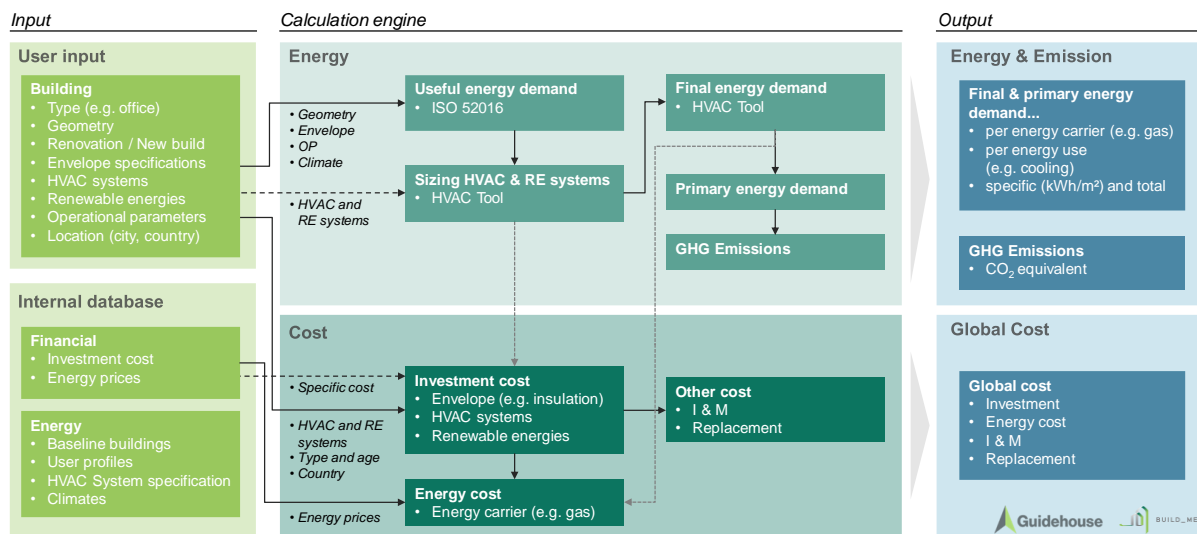 Input
Calculation engine
Output
User input
Building
• Type (e.g. office)
• Geometry
• Renovation / New build
• Envelope specifications
• HVAC systems
• Renewable energies
• Operational parameters
• Location (city, country)
Internal database
Financial
• Investment cost
• Energy prices
Energy
• Baseline buildings
• User profiles
• HVAC System specification
• Climates
Energy
• Geometry
• Envelope
• OP
• Climate
• HVAC and
RE systems
Useful energy demand
• ISO 52016
Sizing HVAC & RE systems
• HVAC Tool
Final energy demand
• HVAC Tool
Primary energy demand
GHG Emissions
Cost
• Specific cost
• HVAC and RE
systems
• Type and age
• Country
• Energy prices
Investment cost
• Envelope (e.g. insulation)
• HVAC systems
• Renewable energies
Energy cost
• Energy carrier (e.g. gas)
Other cost
• I & M
• Replacement
Energy & Emission
Final & primary energy
demand...
• per energy carrier (e.g. gas)
• per energy use
(e.g. cooling)
• specific (kWh/m²) and total
GHG Emissions
• CO₂ equivalent
Global Cost
Global cost
• Investment
• Energy cost
• I & M
• Replacement
Guidehouse
BUILD_ME